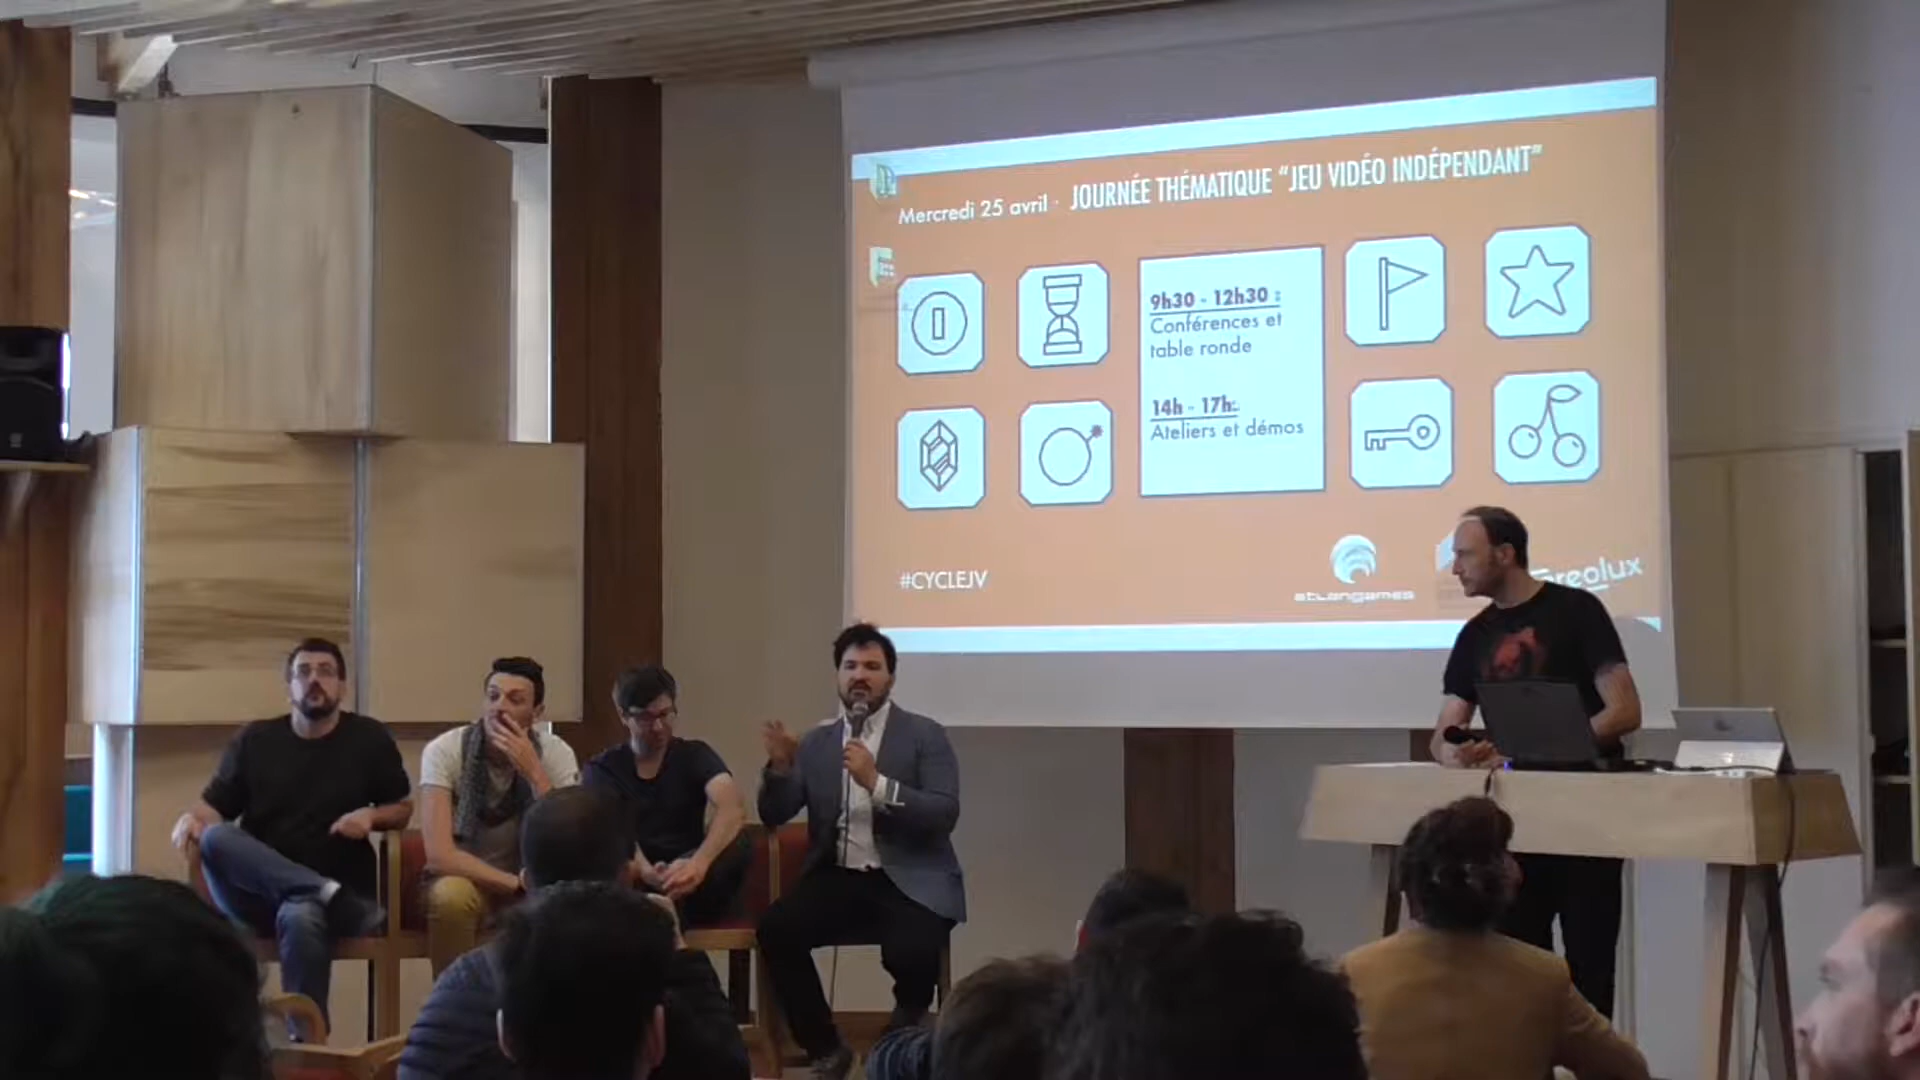 Mercredi 25 avril · JOURNÉE THÉMATIQUE “JEU VIDÉO INDÉPENDANT”
9h30 - 12h30 :
Conférences et
table ronde
14h - 17h:
Ateliers et démos
#CYCLEJV
atlangames